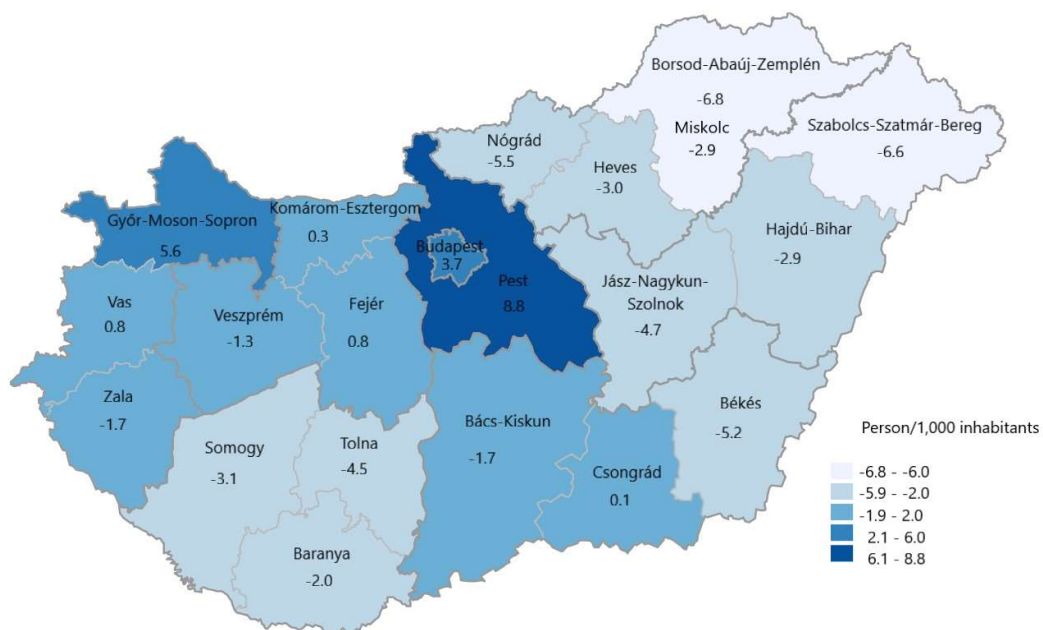 Borsod-Abaúj-Zemplén
-6.8
Miskolc
-2.9
Szabolcs-Szatmár-Bereg
-6.6
Nógrád
-5.5
Heves
-3.0
Győr-Moson-Sopron
5.6
Komárom-Esztergom
0.3
Budapest
3.7
Pest
8.8
Hajdú-Bihar
-2.9
Jász-Nagykun-
Szolnok
-4.7
Vas
0.8
Veszprém
-1.3
Fejér
0.8
Zala
-1.7
Somogy
-3.1
Tolna
-4.5
Bács-Kiskun
-1.7
Békés
-5.2
Csongrád
0.1
Baranya
-2.0
Person/1,000 inhabitants
-6.8 - -6.0
-5.9 - -2.0
-1.9 - 2.0
2.1 - 6.0
6.1 - 8.8